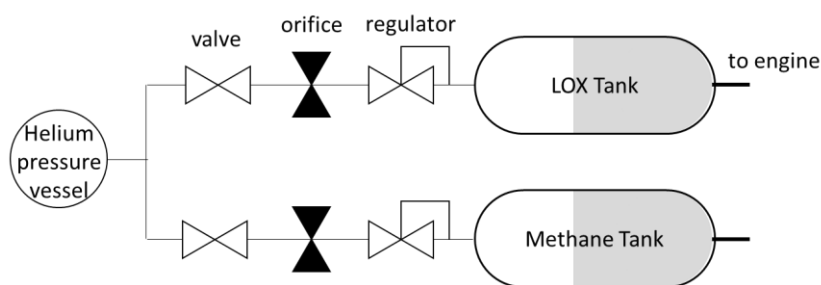 valve
orifice
regulator
LOX Tank
to engine
Helium
pressure
vessel
Methane Tank